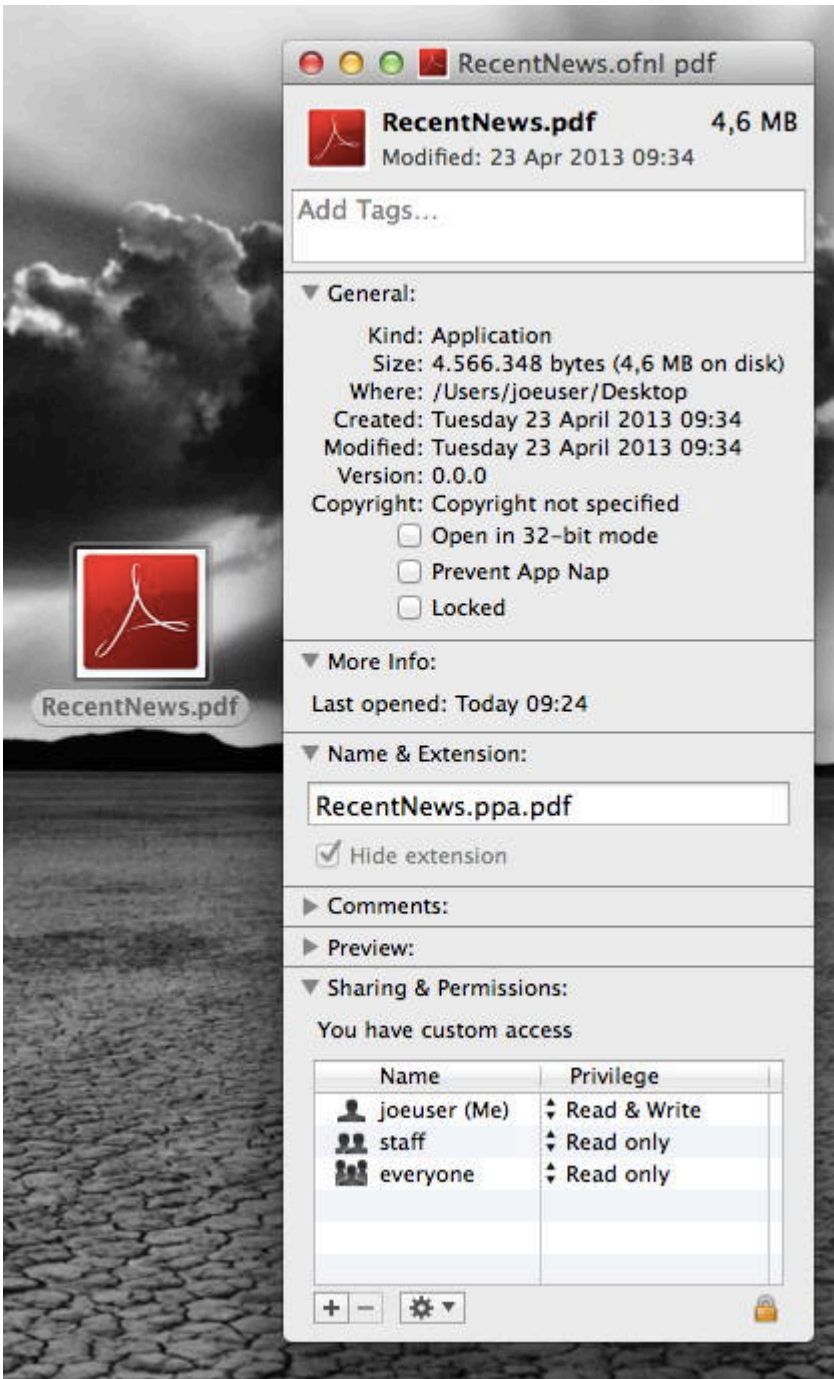 RecentNews.ofnI pdf
RecentNews.pdf 4,6 MB
Modified: 23 Apr 2013 09:34
Add Tags...
General:
Kind: Application
Size: 4.566.348 bytes (4,6 MB on disk)
Where: /Users/joeuser/Desktop
Created: Tuesday 23 April 2013 09:34
Modified: Tuesday 23 April 2013 09:34
Version: 0.0.0
Copyright: Copyright not specified
Open in 32-bit mode
Prevent App Nap
Locked
RecentNews.pdf
More Info:
Last opened: Today 09:24
Name & Extension:
RecentNews.ppa.pdf
Hide extension
Comments:
Preview:
Sharing & Permissions:
You have custom access
Name Privilege
joeuser (Me) Read & Write
staff Read only
everyone Read only